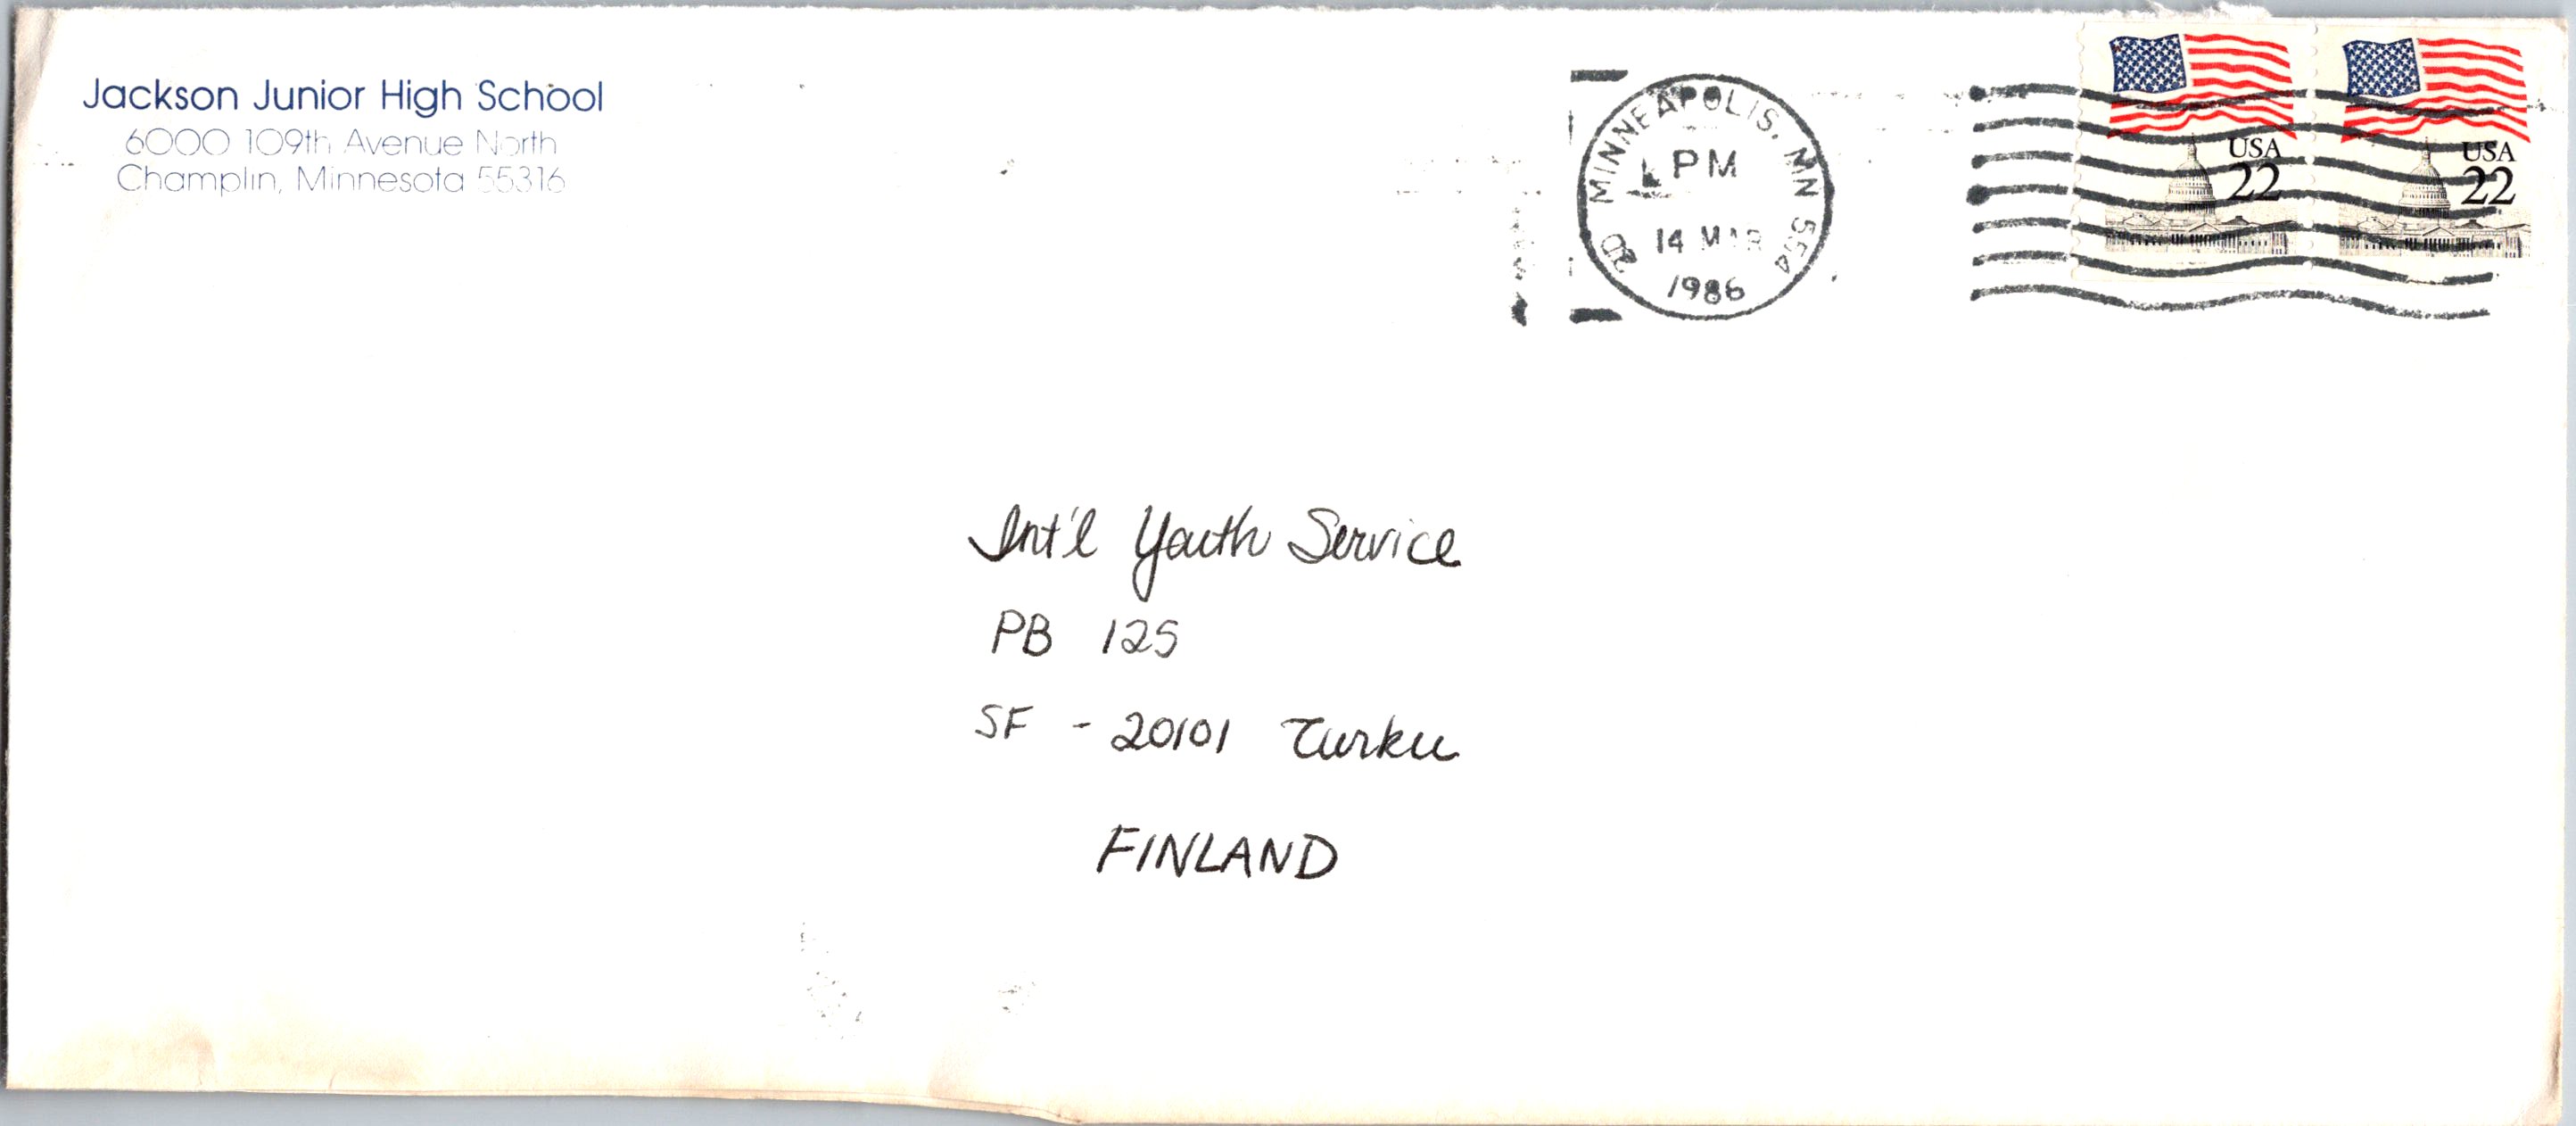 Jackson Junior High School
6000 109th Avenue North
Champlin, Minnesota 55316
MINNEAPOLIS, MN 554
PM
14 MAR
1986
USA
22
USA
22
Int'l Youth Service
PB 125
SF - 20101 Turku
FINLAND